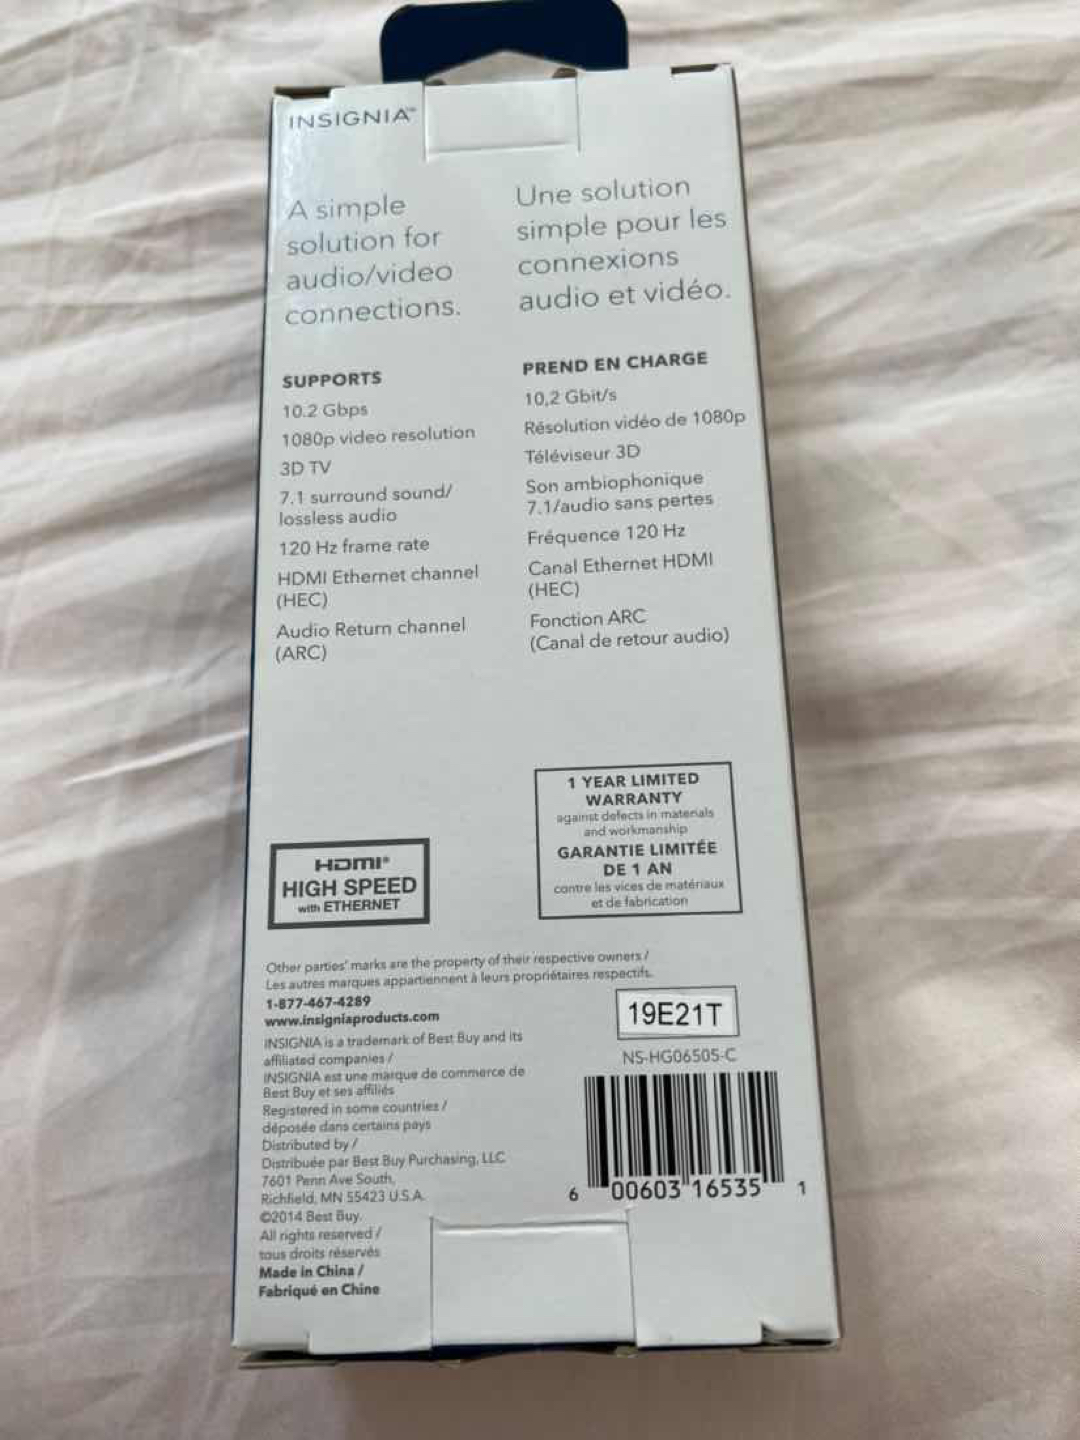 INSIGNIA™
A simple
solution for
audio/video
connections.
Une solution
simple pour les
connexions
audio et vidéo.
SUPPORTS
10.2 Gbps
1080p video resolution
3D TV
7.1 surround sound/
lossless audio
120 Hz frame rate
HDMI Ethernet channel
(HEC)
Audio Return channel
(ARC)
PREND EN CHARGE
10,2 Gbit/s
Résolution vidéo de 1080p
Téléviseur 3D
Son ambiophonique
7.1/audio sans pertes
Fréquence 120 Hz
Canal Ethernet HDMI
(HEC)
Fonction ARC
(Canal de retour audio)
1 YEAR LIMITED
WARRANTY
against defects in materials
and workmanship
GARANTIE LIMITÉE
DE 1 AN
contre les vices de matériaux
et de fabrication
HDMI®
HIGH SPEED
with ETHERNET
Other parties' marks are the property of their respective owners /
Les autres marques appartiennent à leurs propriétaires respectifs.
1-877-467-4289
www.insigniaproducts.com
INSIGNIA is a trademark of Best Buy and its
affiliated companies /
INSIGNIA est une marque de commerce de
Best Buy et ses affiliés
Registered in some countries /
déposée dans certains pays
Distributed by /
Distribuée par Best Buy Purchasing, LLC
7601 Penn Ave South,
Richfield, MN 55423 U.S.A.
©2014 Best Buy.
All rights reserved /
tous droits réservés
Made in China /
Fabriqué en Chine
19E21T
NS-HG06505-C
6 00603 16535 1